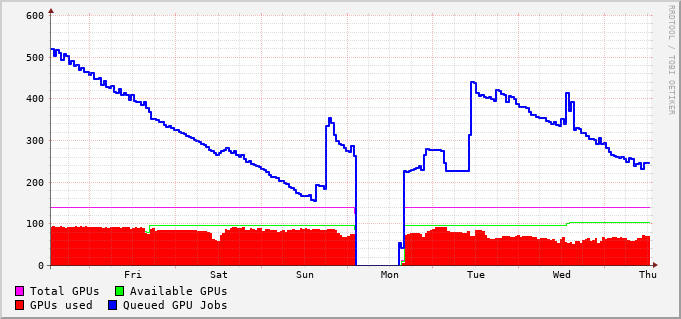 600
500
400
300
200
100
0
Fri Sat Sun Mon Tue Wed Thu
Total GPUs Available GPUs
GPUs used Queued GPU Jobs
RRDTOOL / TOBI OETIKER